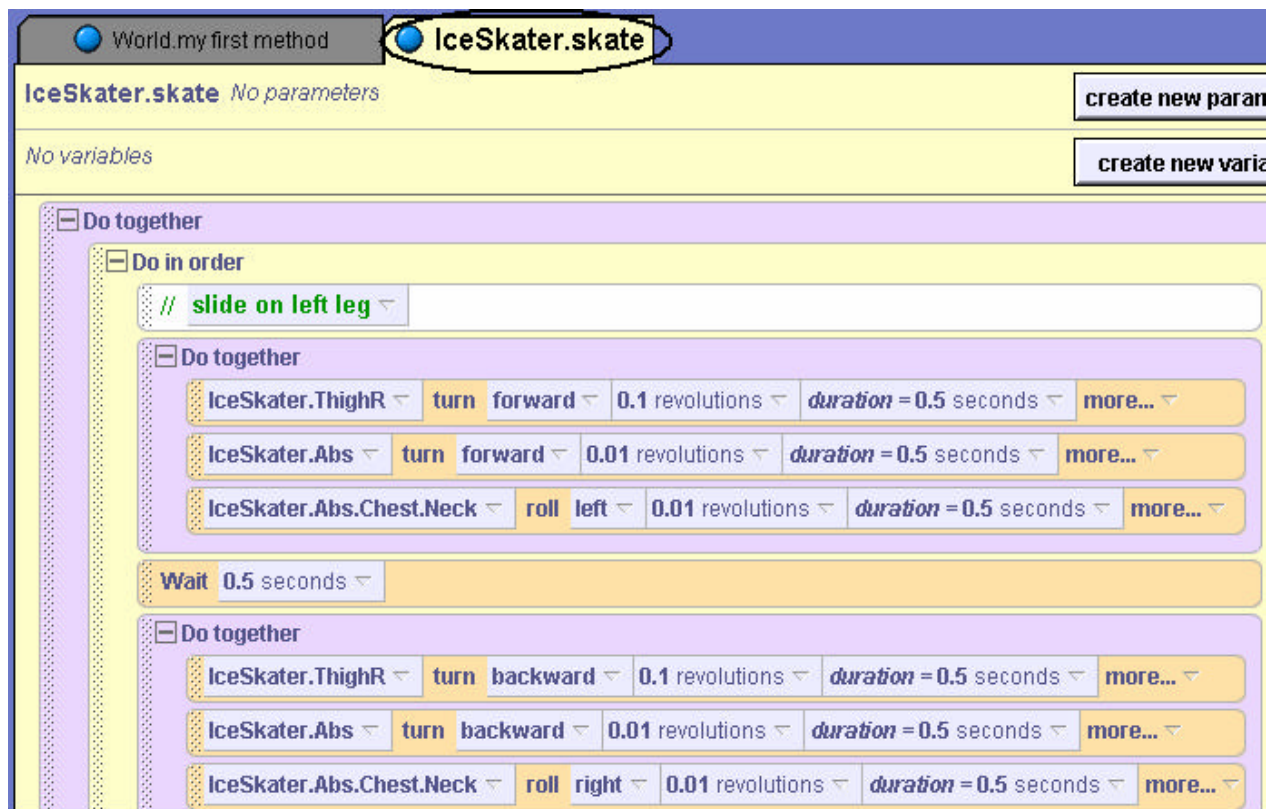 World.my first method IceSkater.skate
IceSkater.skate No parameters create new param
No variables create new varia
Do together
Do in order
// slide on left leg
Do together
IceSkater.ThighR turn forward 0.1 revolutions duration = 0.5 seconds more...
IceSkater.Abs turn forward 0.01 revolutions duration = 0.5 seconds more...
IceSkater.Abs.Chest.Neck roll left 0.01 revolutions duration = 0.5 seconds more...
Wait 0.5 seconds
Do together
IceSkater.ThighR turn backward 0.1 revolutions duration = 0.5 seconds more...
IceSkater.Abs turn backward 0.01 revolutions duration = 0.5 seconds more...
IceSkater.Abs.Chest.Neck roll right 0.01 revolutions duration = 0.5 seconds more...